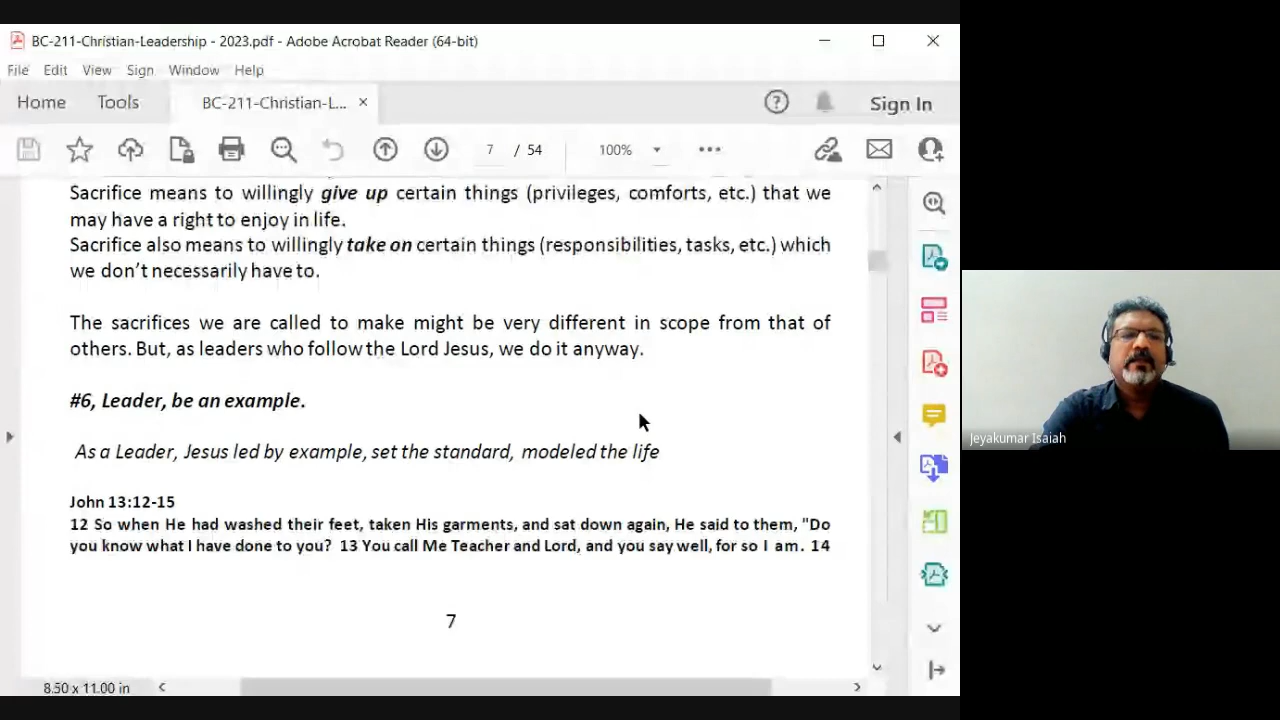 BC-211-Christian-Leadership - 2023.pdf - Adobe Acrobat Reader (64-bit)
File Edit View Sign Window Help
Home Tools BC-211-Christian-L... × Sign In
7 / 54 100%
Sacrifice means to willingly give up certain things (privileges, comforts, etc.) that we
may have a right to enjoy in life.
Sacrifice also means to willingly take on certain things (responsibilities, tasks, etc.) which
we don't necessarily have to.
The sacrifices we are called to make might be very different in scope from that of
others. But, as leaders who follow the Lord Jesus, we do it anyway.
#6, Leader, be an example.
As a Leader, Jesus led by example, set the standard, modeled the life
John 13:12-15
12 So when He had washed their feet, taken His garments, and sat down again, He said to them, "Do
you know what I have done to you? 13 You call Me Teacher and Lord, and you say well, for so I am. 14
7
8.50 x 11.00 in
Jeyakumar Isaiah